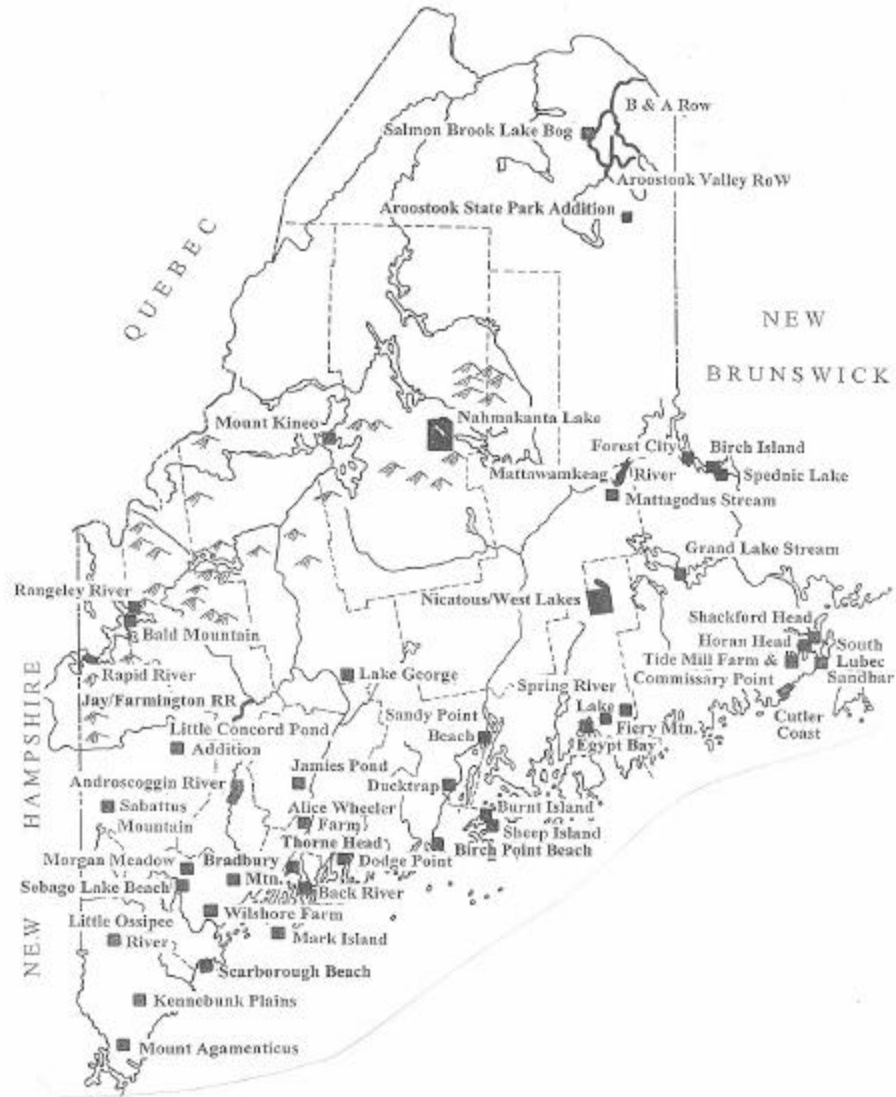 B & A Row
Salmon Brook Lake Bog
Aroostook Valley RoW
Aroostook State Park Addition
QUEBEC
NEW
BRUNSWICK
Mount Kineo
Nahmakanta Lake
Forest City
Birch Island
Mattawamkeag
River
Spednic Lake
Mattagodus Stream
Grand Lake Stream
Rangeley River
Nicatous/West Lakes
Shackford Head
Bald Mountain
Horan Head
South
Lubec
Sandbar
Tide Mill Farm &
Commissary Point
Rapid River
Lake George
Spring River
Lake
Jay/Farmington RR
Sandy Point
Beach
Fiery Mtn.
Cutler
Coast
Little Concord Pond
Addition
Egypt Bay
Jamies Pond
Androscoggin River
Ducktrap
Sabattus
Mountain
Alice Wheeler
Farm
Burnt Island
Sheep Island
Thorne Head
Birch Point Beach
Morgan Meadow
Bradbury
Mtn.
Dodge Point
Sebago Lake Beach
Back River
Wilshore Farm
Little Ossipee
River
Mark Island
Scarborough Beach
Kennebunk Plains
Mount Agamenticus
NEW HAMPSHIRE